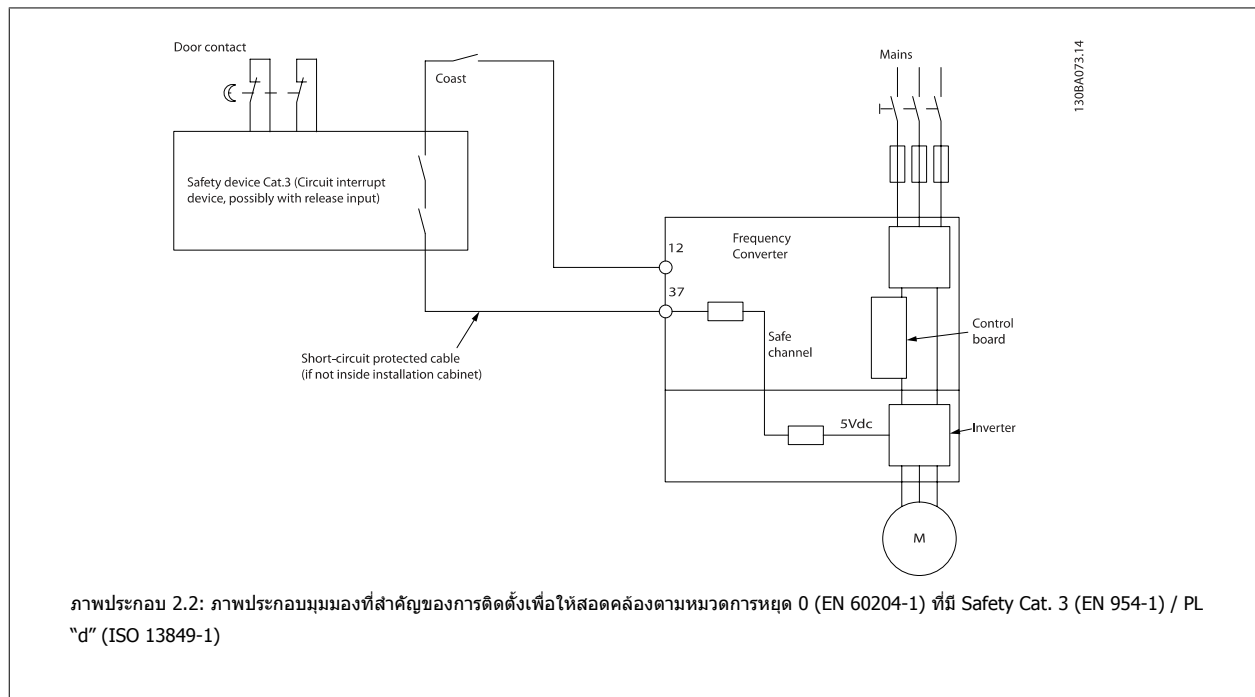 Door contact
Coast
Mains
130BA073.14
Safety device Cat.3 (Circuit interrupt
device, possibly with release input)
12
Frequency
Converter
37
Safe
channel
Control
board
Short-circuit protected cable
(if not inside installation cabinet)
5Vdc
Inverter
M
ภาพประกอบ 2.2: ภาพประกอบมุมมองที่สำคัญของการติดตั้งเพื่อให้สอดคล้องตามหมวดการหยุด 0 (EN 60204-1) ที่มี Safety Cat. 3 (EN 954-1) / PL
“d” (ISO 13849-1)